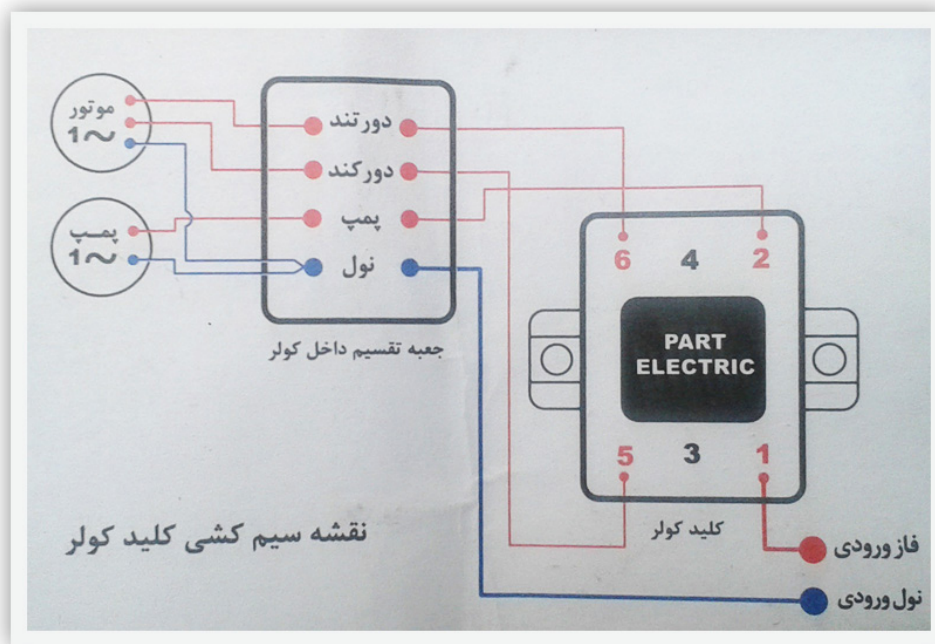 موتور
1~
پمپ
1~
دور تند
دور کند
پمپ
نول
جعبه تقسیم داخل کولر
6 4 2
PART
ELECTRIC
5 3 1
کلید کولر
فاز ورودی
نول ورودی
نقشه سیم کشی کلید کولر